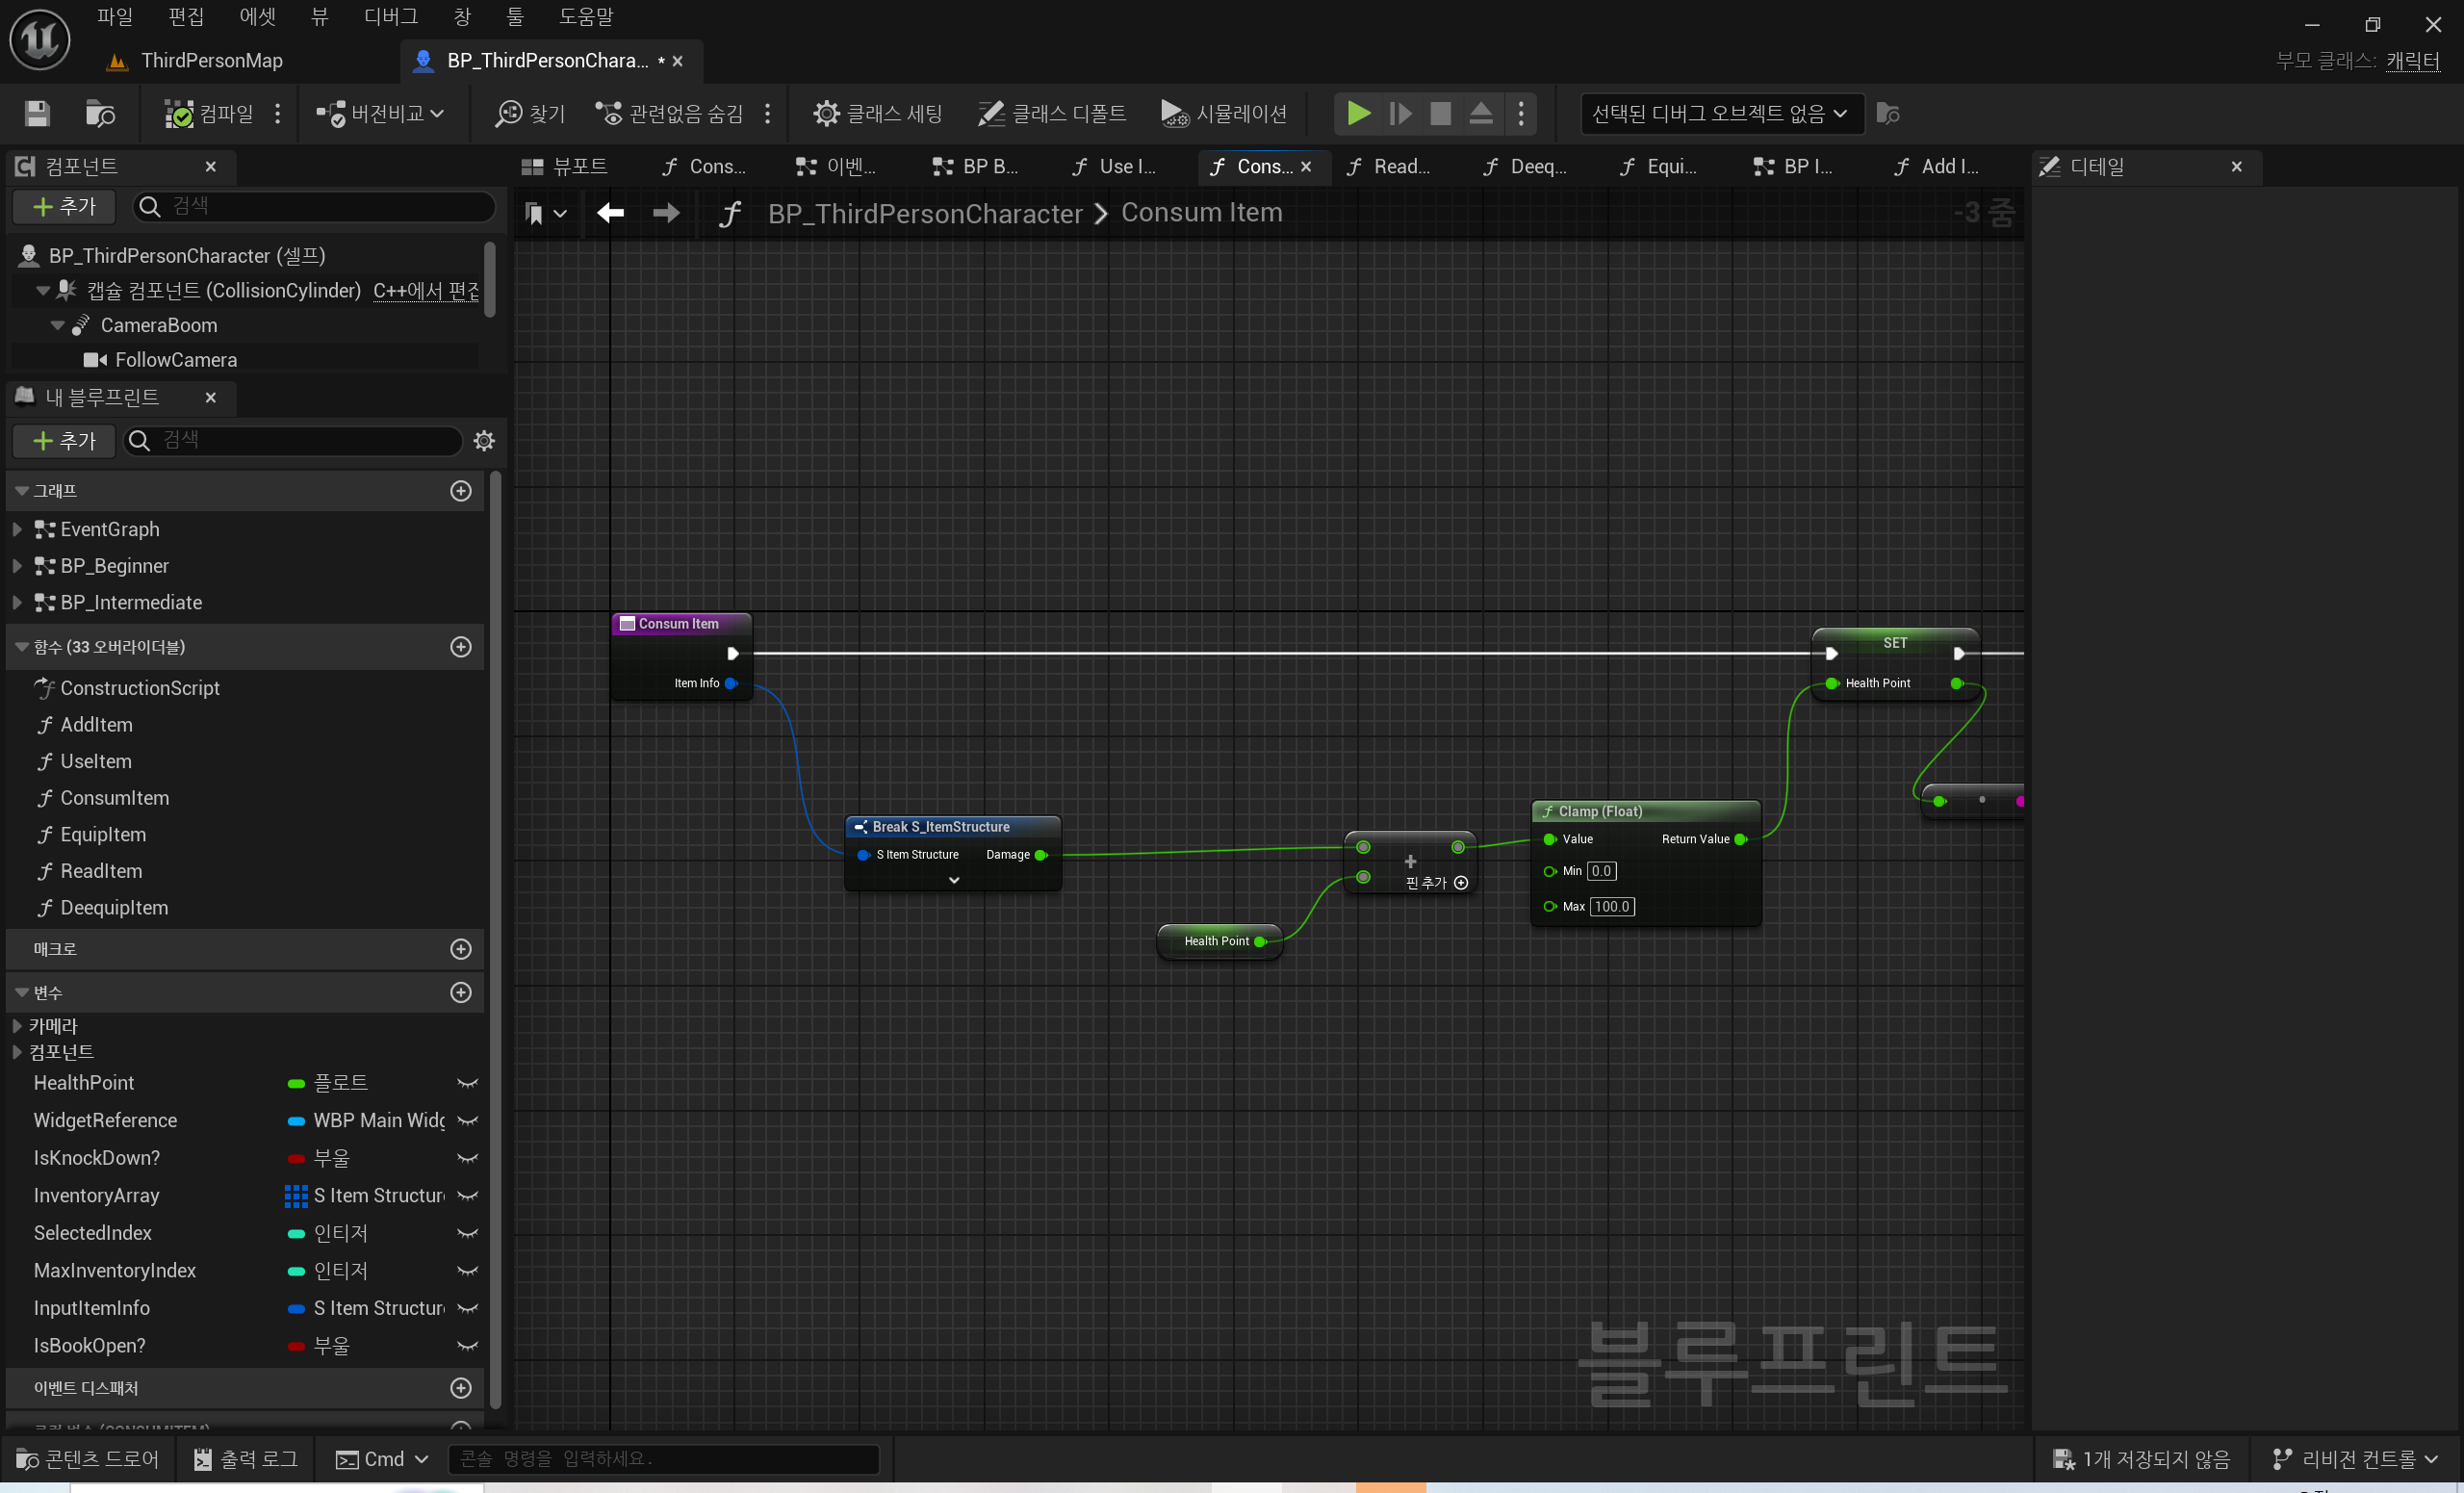 파일 편집 에셋 뷰 디버그 창 툴 도움말
ThirdPersonMap
BP_ThirdPersonChara... *
부모 클래스: 캐릭터
컴파일
버전비교
찾기
관련없음 숨김
클래스 세팅
클래스 디폴트
시뮬레이션
선택된 디버그 오브젝트 없음
컴포넌트
추가
검색
BP_ThirdPersonCharacter (셀프)
캡슐 컴포넌트 (CollisionCylinder) C++에서 편집
CameraBoom
FollowCamera
내 블루프린트
추가
검색
그래프
EventGraph
BP_Beginner
BP_Intermediate
함수 (33 오버라이더블)
ConstructionScript
AddItem
UseItem
ConsumItem
EquipItem
ReadItem
DeequipItem
매크로
변수
카메라
컴포넌트
HealthPoint 플로트
WidgetReference WBP Main Widg
IsKnockDown? 부울
InventoryArray S Item Structur
SelectedIndex 인티저
MaxInventoryIndex 인티저
InputItemInfo S Item Structur
IsBookOpen? 부울
이벤트 디스패처
뷰포트
Cons...
이벤...
BP B...
Use I...
Cons...
Read...
Deeq...
Equi...
BP I...
Add I...
BP_ThirdPersonCharacter > Consum Item
-3 줌
Consum Item
Item Info
Break S_ItemStructure
S Item Structure Damage
Health Point
핀 추가
Clamp (Float)
Value Return Value
Min 0.0
Max 100.0
SET
Health Point
블루프린트
디테일
콘텐츠 드로어
출력 로그
Cmd
콘솔 명령을 입력하세요.
1개 저장되지 않음
리비전 컨트롤